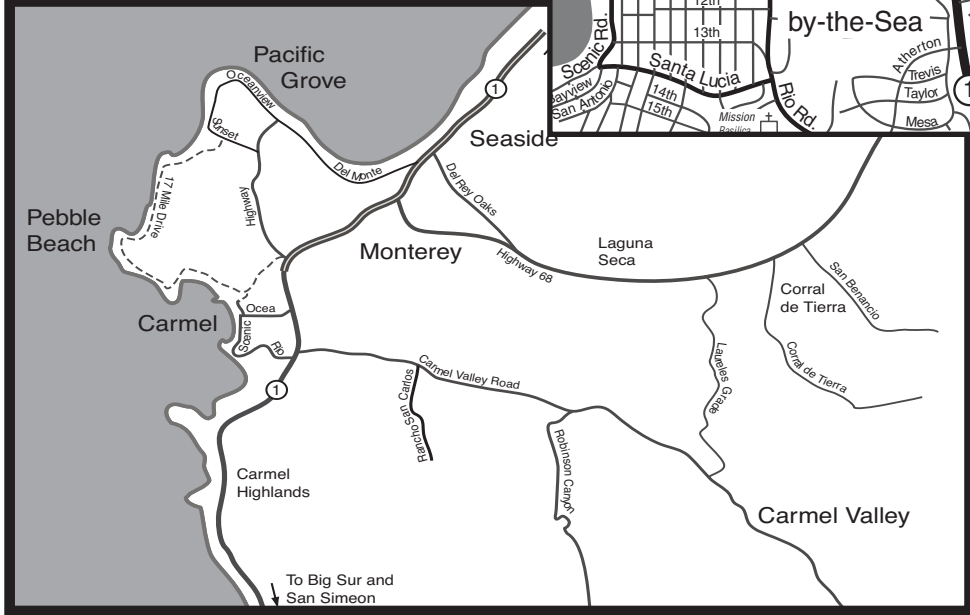 12th
by-the-Sea
13th
Scenic Rd.
Santa Lucia
Atherton
Trevis
Taylor
Mesa
San Antonio
14th
15th
Mission
Rio Rd.
1
Pacific
Grove
Oceanview
1
Seaside
Sunset
Del Monte
Del Rey Oaks
17 Mile Drive
Highway
Pebble
Beach
Monterey
Highway 68
Laguna
Seca
San Benancio
Corral
de Tierra
Ocea
Carmel
Scenic
Rio
Carmel Valley Road
Laureles Grade
Corral de Tierra
1
Rancho San Carlos
Robinson Canyon
Carmel
Highlands
Carmel Valley
To Big Sur and
San Simeon